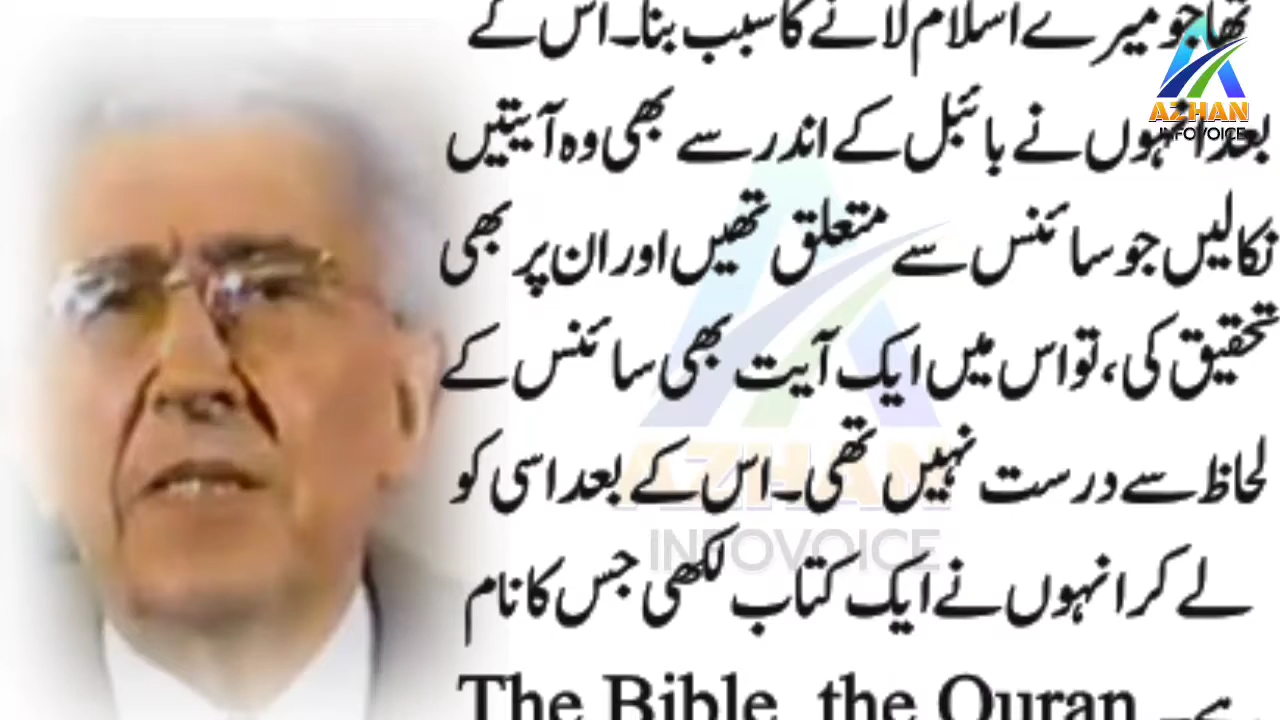 تھا جو میرے اسلام لانے کا سبب بنا۔ اس کے
بعد انہوں نے بائبل کے اندر سے بھی وہ آیتیں
نکالیں جو سائنس سے متعلق تھیں اور ان پر بھی
تحقیق کی، تو اس میں ایک آیت بھی سائنس کے
لحاظ سے درست نہیں تھی۔ اس کے بعد اسی کو
لے کر انہوں نے ایک کتاب لکھی جس کا نام
The Bible, the Quran ہے
AZHAN
INFOVOICE
AZHAN
INFOVOICE